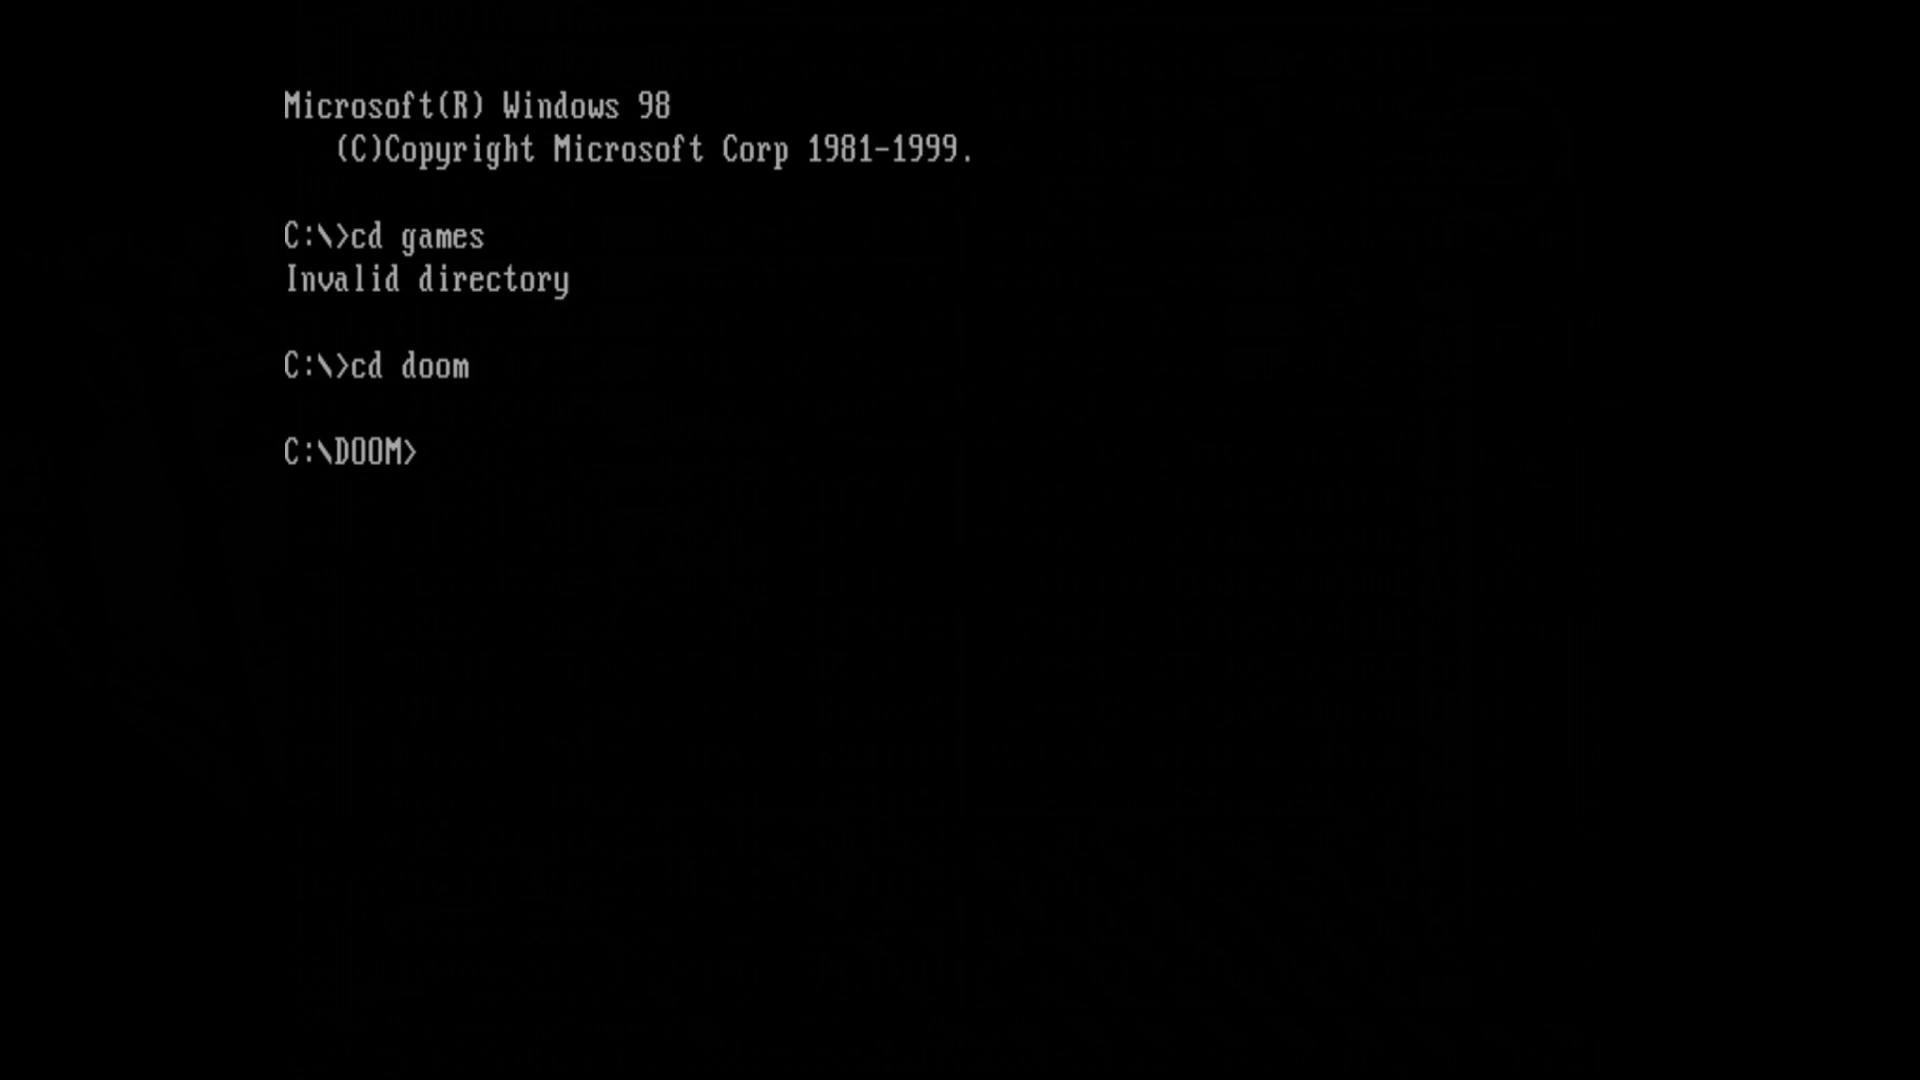 Microsoft(R) Windows 98
(C)Copyright Microsoft Corp 1981-1999.
C:\>cd games
Invalid directory
C:\>cd doom
C:\DOOM>